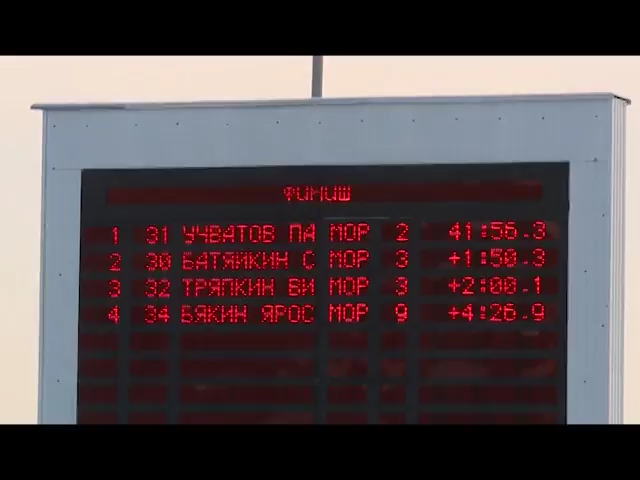 ФИНИШ
1 31 УЧВАТОВ ПА МОР 2 41:56.3
2 30 БАТЯЙКИН С МОР 3 +1:50.3
3 32 ТРЯПКИН ВИ МОР 3 +2:00.1
4 34 БЯКИН ЯРОС МОР 9 +4:26.9